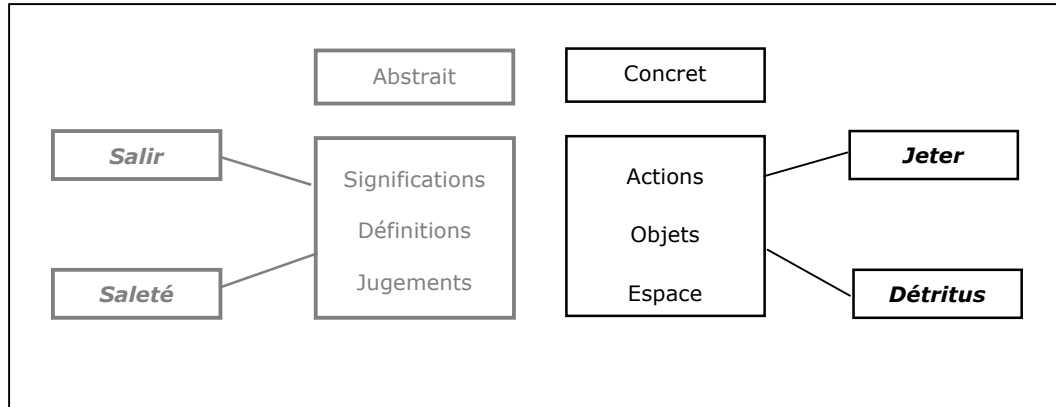 Abstrait
Concret
Salir
Significations
Définitions
Jugements
Saleté
Actions
Objets
Espace
Jeter
Détritus